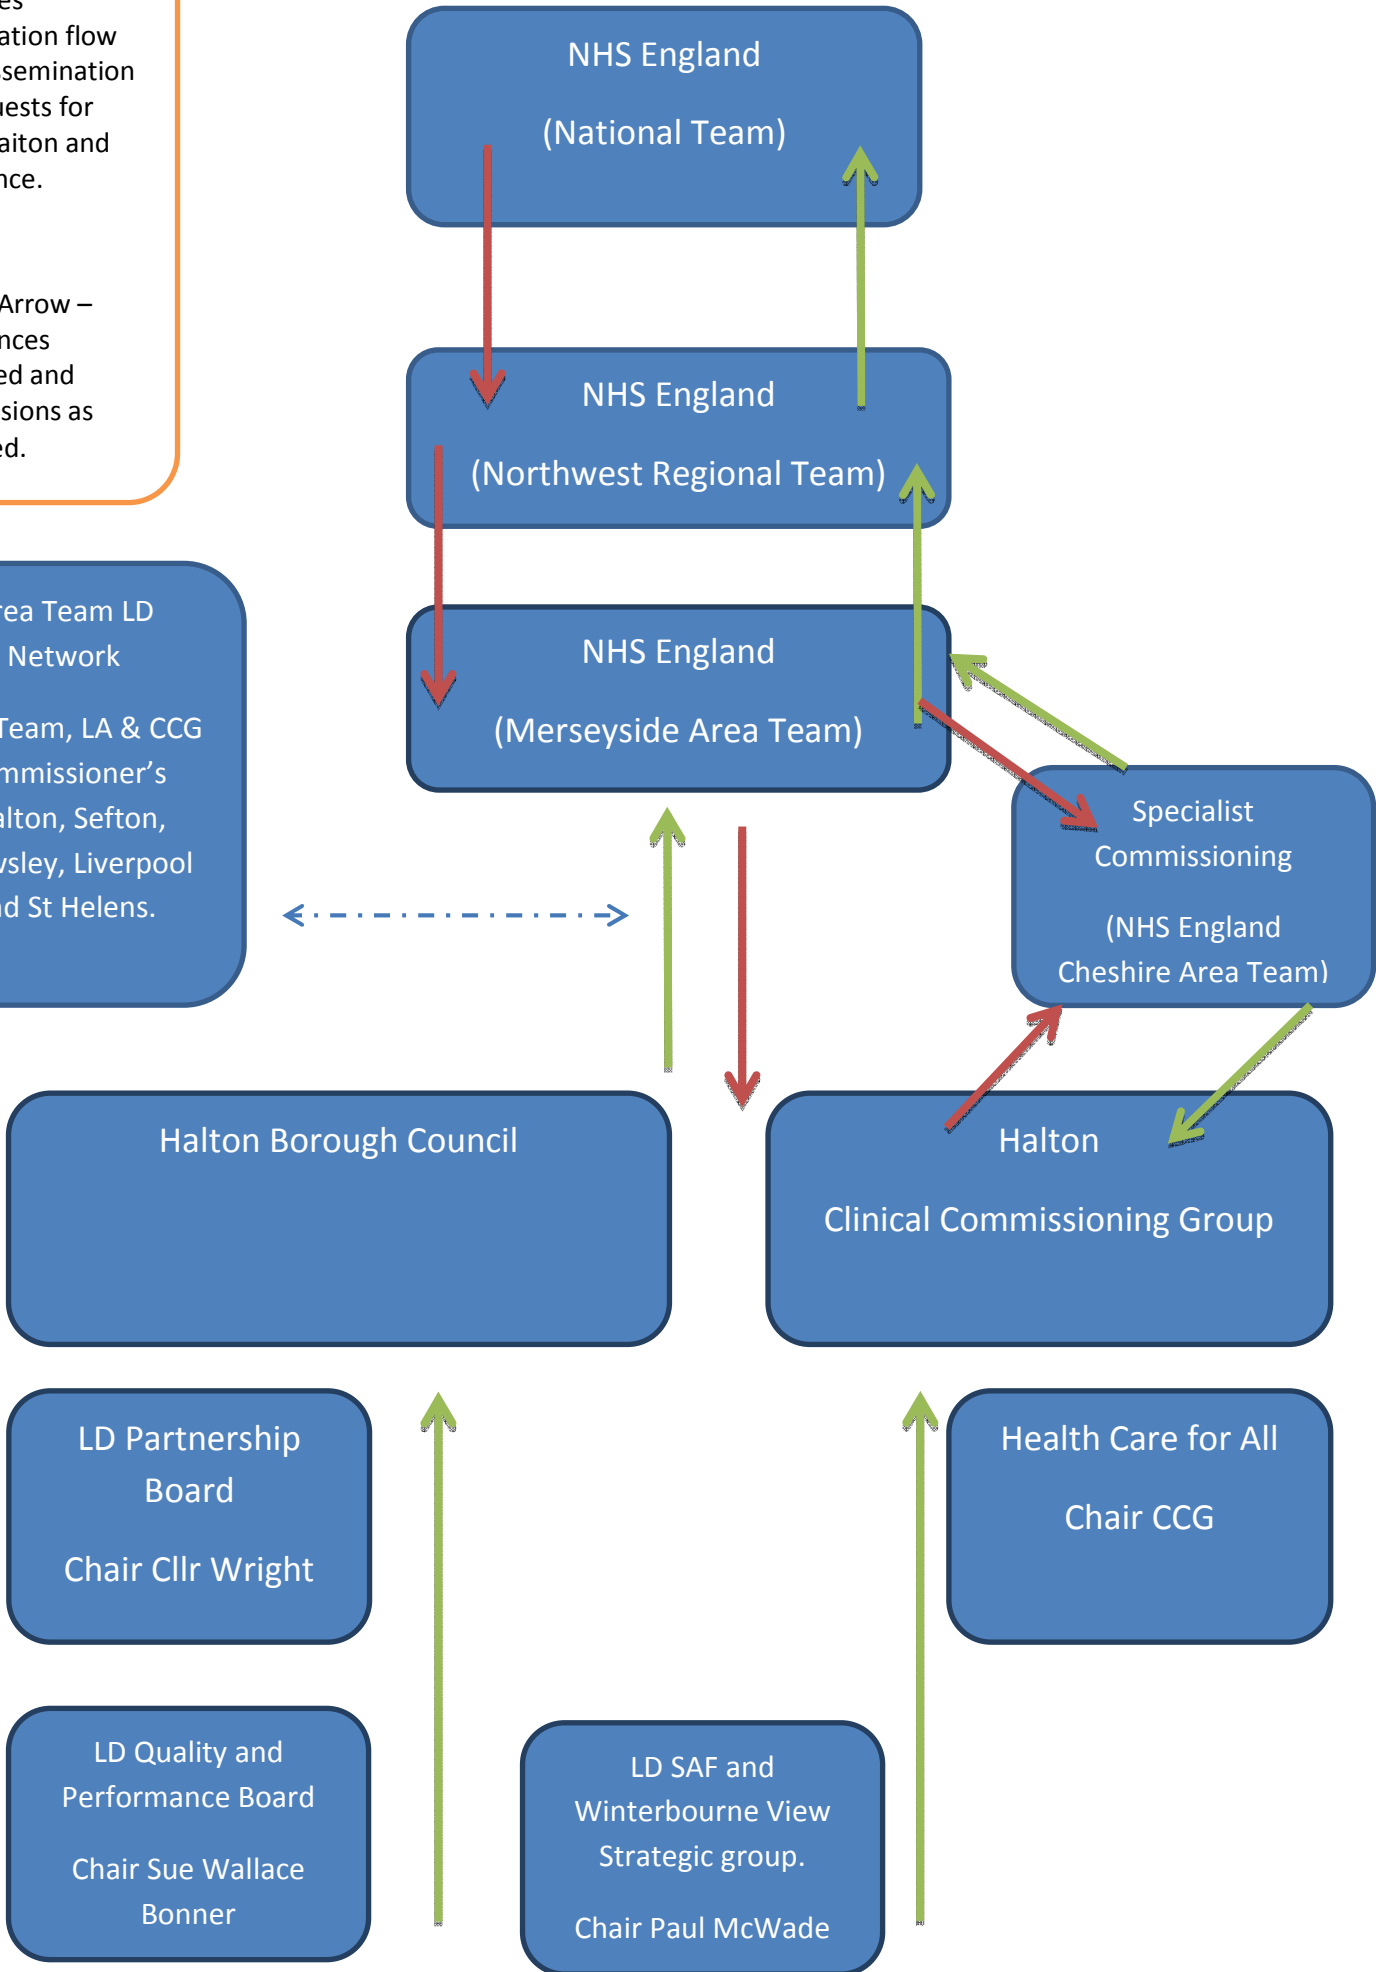 es
ation flow
ssemination
uests for
aiton and
nce.
Arrow –
nces
ed and
sions as
ed.
NHS England
(National Team)
NHS England
(Northwest Regional Team)
rea Team LD
Network
Team, LA & CCG
mmissioner’s
alton, Sefton,
wsley, Liverpool
nd St Helens.
NHS England
(Merseyside Area Team)
Specialist
Commissioning
(NHS England
Cheshire Area Team)
Halton Borough Council
Halton
Clinical Commissioning Group
LD Partnership
Board
Chair Cllr Wright
Health Care for All
Chair CCG
LD Quality and
Performance Board
Chair Sue Wallace
Bonner
LD SAF and
Winterbourne View
Strategic group.
Chair Paul McWade